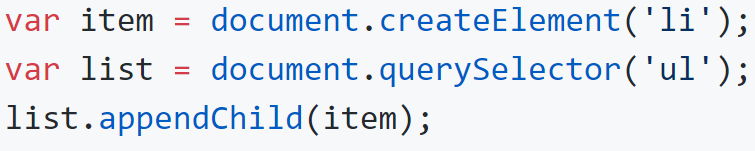 var item = document.createElement('li');
var list = document.querySelector('ul');
list.appendChild(item);